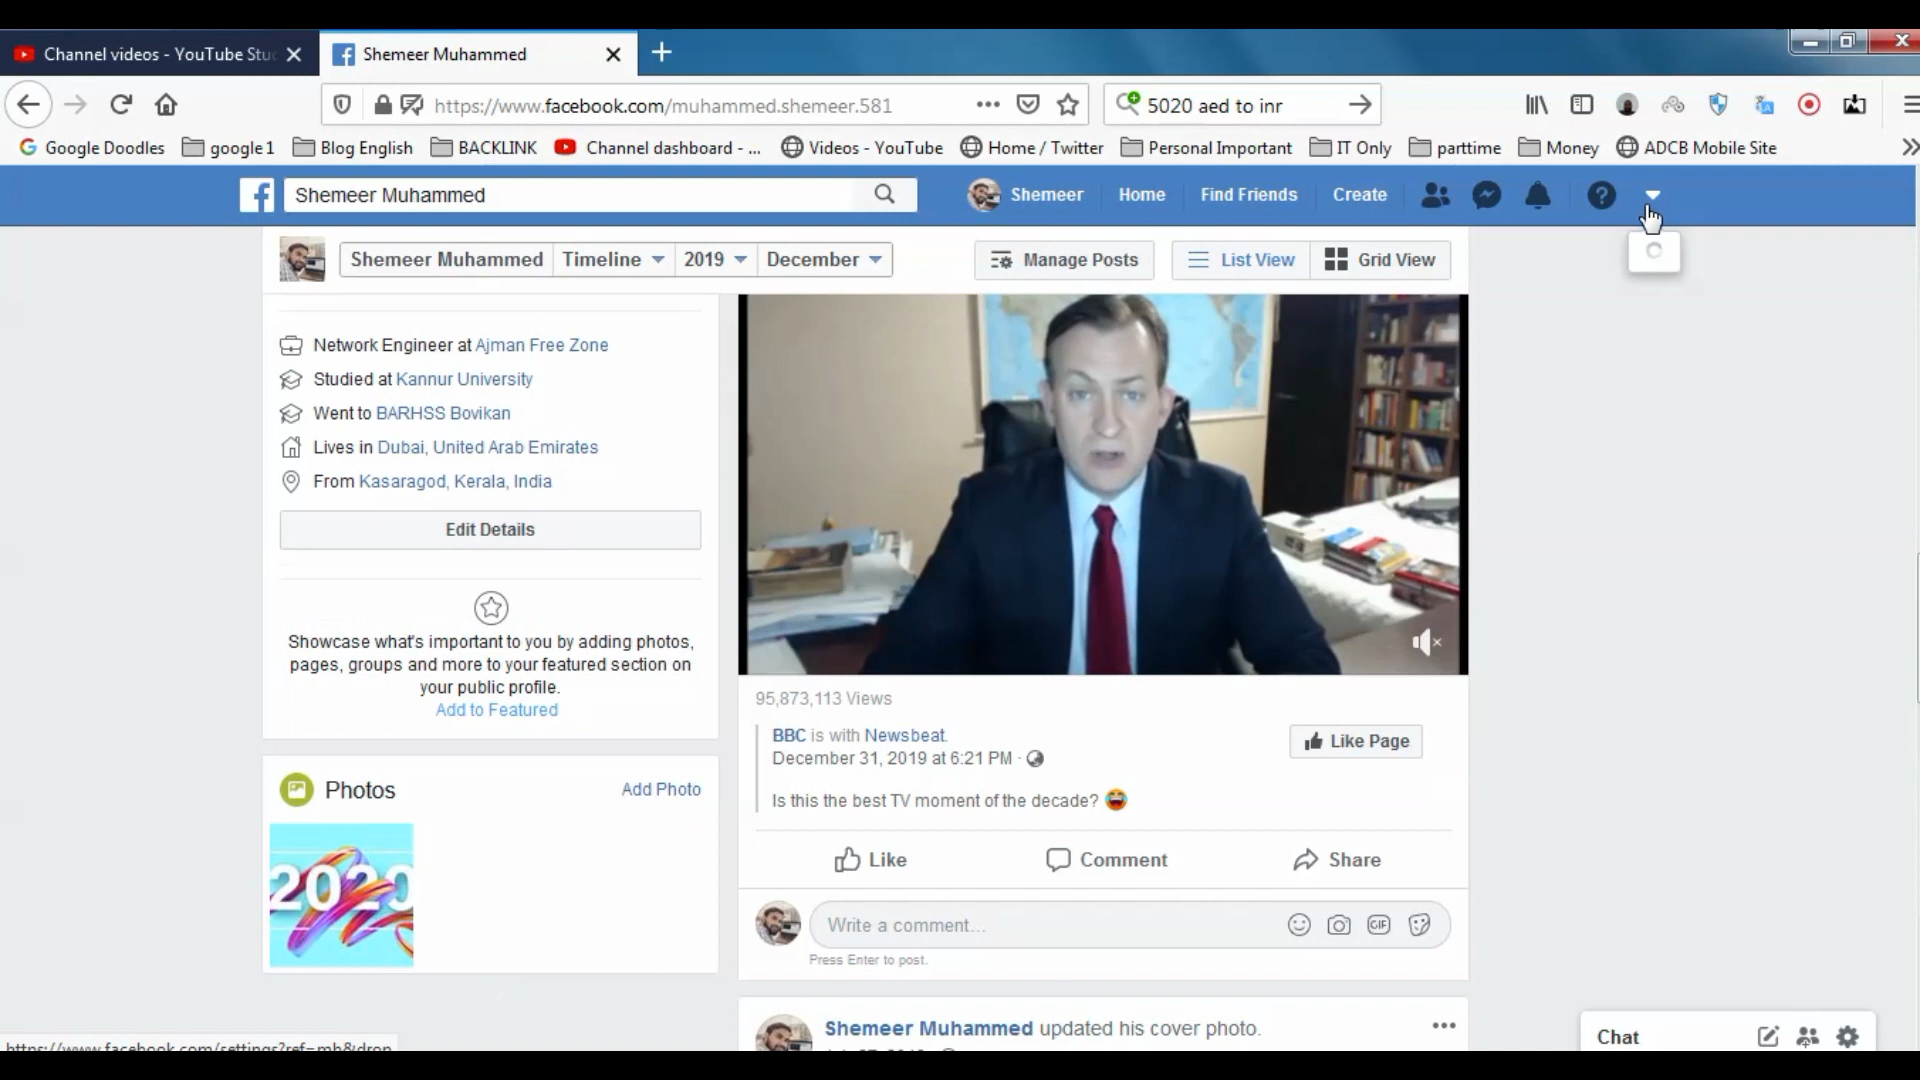 Channel videos - YouTube Stu
Shemeer Muhammed
https://www.facebook.com/muhammed.shemeer.581
5020 aed to inr
Google Doodles
google1
Blog English
BACKLINK
Channel dashboard - ...
Videos - YouTube
Home / Twitter
Personal Important
IT Only
parttime
Money
ADCB Mobile Site
Shemeer Muhammed
Shemeer
Home
Find Friends
Create
Shemeer Muhammed
Timeline
2019
December
Manage Posts
List View
Grid View
Network Engineer at Ajman Free Zone
Studied at Kannur University
Went to BARHSS Bovikan
Lives in Dubai, United Arab Emirates
From Kasaragod, Kerala, India
Edit Details
Showcase what's important to you by adding photos,
pages, groups and more to your featured section on
your public profile.
Add to Featured
Photos
Add Photo
2020
95,873,113 Views
BBC is with Newsbeat.
December 31, 2019 at 6:21 PM ·
Like Page
Is this the best TV moment of the decade? 😂
Like
Comment
Share
Write a comment...
GIF
Press Enter to post.
Shemeer Muhammed updated his cover photo.
Chat
https://www.facebook.com/settings?ref=mb&drop